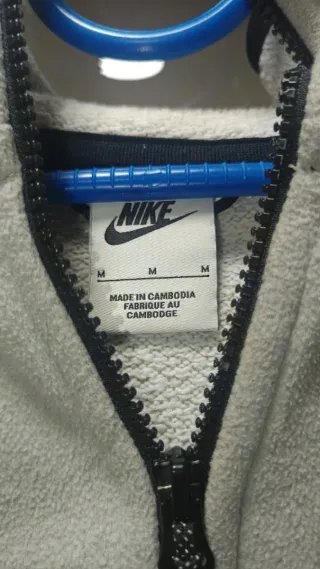 NIKE
M M M
MADE IN CAMBODIA
FABRIQUE AU
CAMBODGE